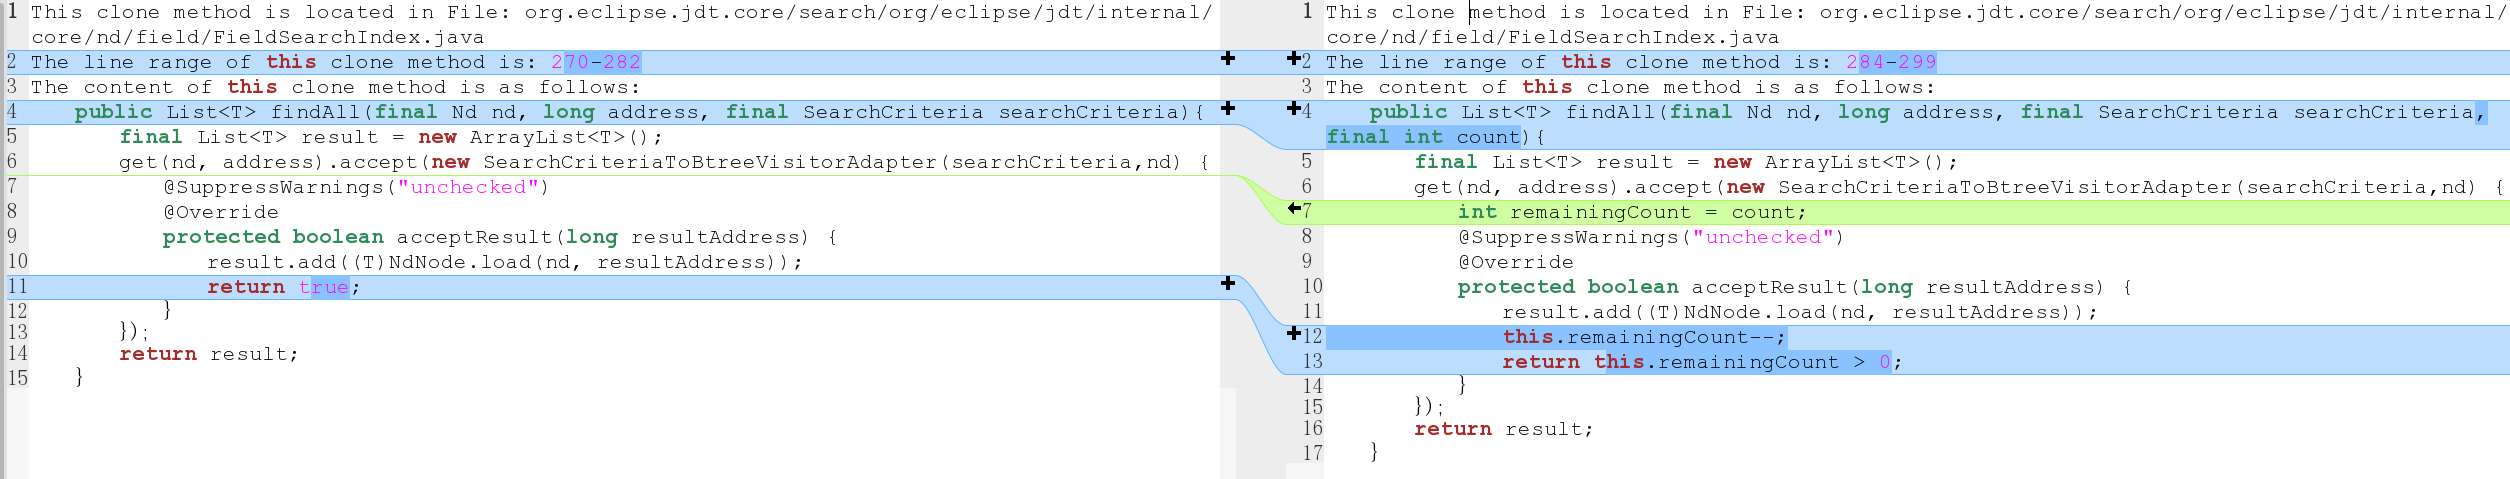 1 This clone method is located in File: org.eclipse.jdt.core/search/org/eclipse/jdt/internal/
core/nd/field/FieldSearchIndex.java
2 The line range of this clone method is: 270-282
3 The content of this clone method is as follows:
4 public List<T> findAll(final Nd nd, long address, final SearchCriteria searchCriteria){
5 final List<T> result = new ArrayList<T>();
6 get(nd, address).accept(new SearchCriteriaToBtreeVisitorAdapter(searchCriteria,nd) {
7 @SuppressWarnings("unchecked")
8 @Override
9 protected boolean acceptResult(long resultAddress) {
10 result.add((T)NdNode.load(nd, resultAddress));
11 return true;
12 }
13 });
14 return result;
15 }
1 This clone method is located in File: org.eclipse.jdt.core/search/org/eclipse/jdt/internal/
core/nd/field/FieldSearchIndex.java
2 The line range of this clone method is: 284-299
3 The content of this clone method is as follows:
4 public List<T> findAll(final Nd nd, long address, final SearchCriteria searchCriteria,
final int count){
5 final List<T> result = new ArrayList<T>();
6 get(nd, address).accept(new SearchCriteriaToBtreeVisitorAdapter(searchCriteria,nd) {
7 int remainingCount = count;
8 @SuppressWarnings("unchecked")
9 @Override
10 protected boolean acceptResult(long resultAddress) {
11 result.add((T)NdNode.load(nd, resultAddress));
12 this.remainingCount--;
13 return this.remainingCount > 0;
14 }
15 });
16 return result;
17 }